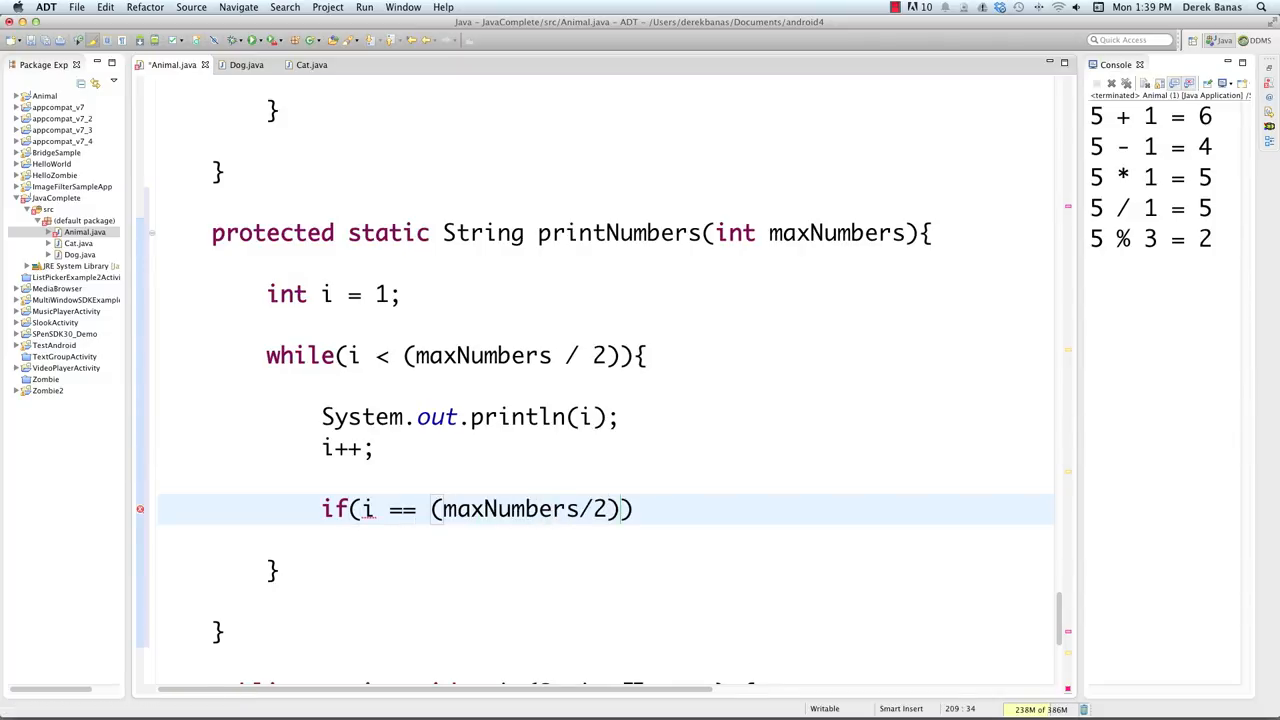 ADT File Edit Refactor Source Navigate Search Project Run Window Help 10 Mon 1:39 PM Derek Banas
Java – JavaComplete/src/Animal.java – ADT – /Users/derekbanas/Documents/android4
Quick Access Java DDMS
Package Exp
*Animal.java Dog.java Cat.java
Console
Animal
appcompat_v7
appcompat_v7_2
appcompat_v7_3
appcompat_v7_4
BridgeSample
HelloWorld
HelloZombie
ImageFilterSampleApp
JavaComplete
src
(default package)
Animal.java
Cat.java
Dog.java
JRE System Library [Ja
ListPickerExample2Activi
MediaBrowser
MultiWindowSDKExample
MusicPlayerActivity
SlookActivity
SPenSDK30_Demo
TestAndroid
TextGroupActivity
VideoPlayerActivity
Zombie
Zombie2
}
}
protected static String printNumbers(int maxNumbers){
int i = 1;
while(i < (maxNumbers / 2)){
System.out.println(i);
i++;
if(i == (maxNumbers/2))
}
}
<terminated> Animal (1) [Java Application] /S
5 + 1 = 6
5 - 1 = 4
5 * 1 = 5
5 / 1 = 5
5 % 3 = 2
Writable Smart Insert 209 : 34 238M of 386M